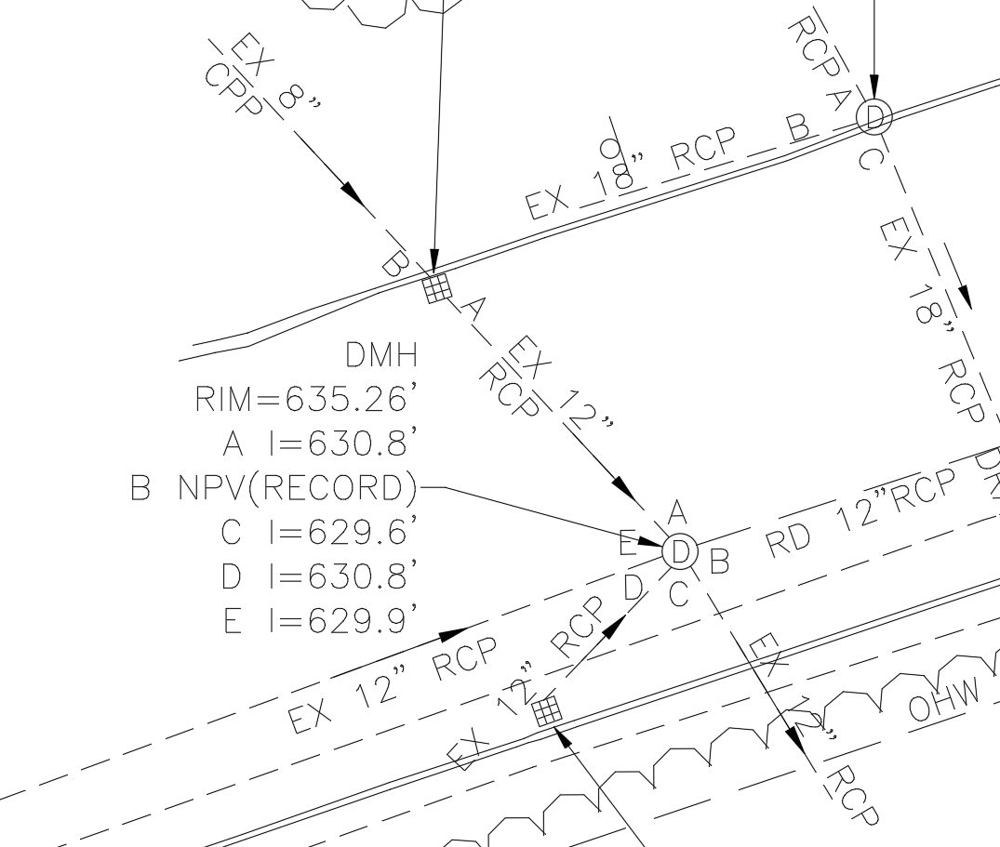 EX 8”
CPP
RCP
A
D
B
C
EX 18” RCP
EX 18” RCP
B
A
EX 12”
RCP
DMH
RIM=635.26’
A I=630.8’
B NPV(RECORD)
C I=629.6’
D I=630.8’
E I=629.9’
A
E
D
B
D
C
RD 12”RCP
EX 12” RCP
EX 12” RCP
EX 12” RCP
OHW